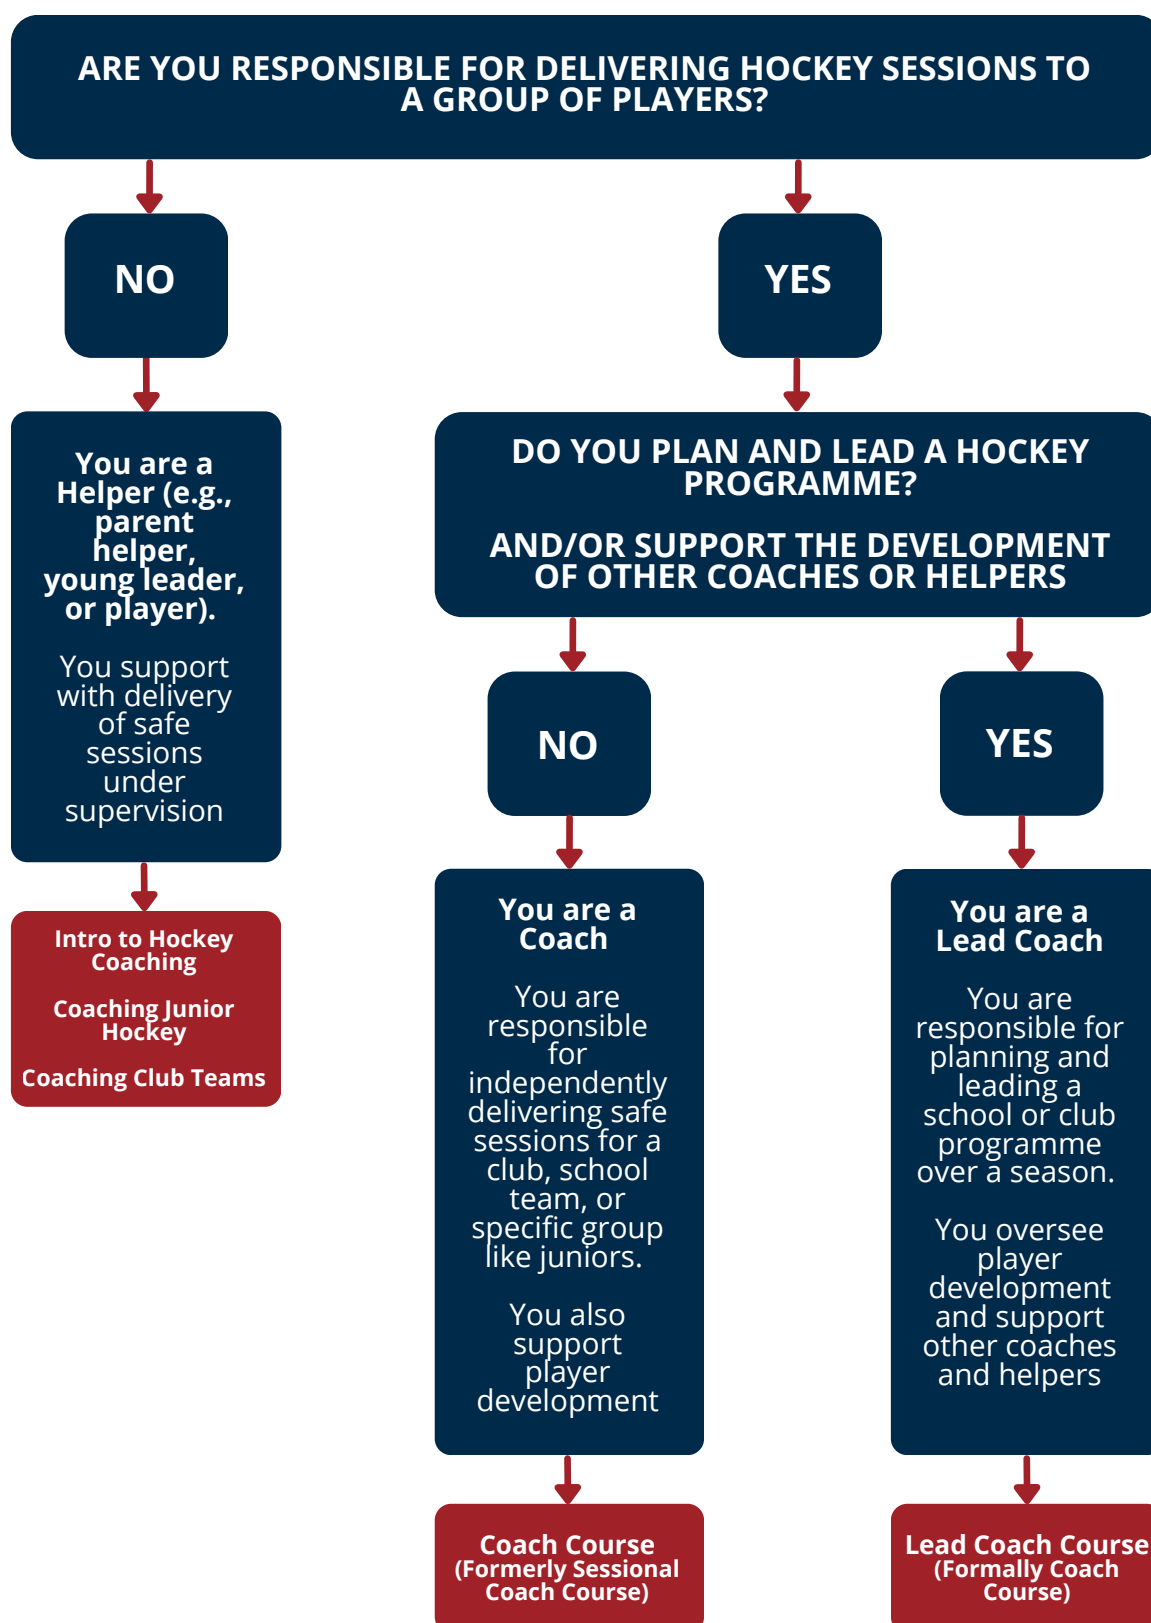 ARE YOU RESPONSIBLE FOR DELIVERING HOCKEY SESSIONS TO
A GROUP OF PLAYERS?
NO
YES
You are a
Helper (e.g.,
parent
helper,
young leader,
or player).
You support
with delivery
of safe
sessions
under
supervision
Intro to Hockey
Coaching
Coaching Junior
Hockey
Coaching Club Teams
DO YOU PLAN AND LEAD A HOCKEY
PROGRAMME?
AND/OR SUPPORT THE DEVELOPMENT
OF OTHER COACHES OR HELPERS
NO
YES
You are a
Coach
You are
responsible
for
independently
delivering safe
sessions for a
club, school
team, or
specific group
like juniors.
You also
support
player
development
Coach Course
(Formerly Sessional
Coach Course)
You are a
Lead Coach
You are
responsible for
planning and
leading a
school or club
programme
over a season.
You oversee
player
development
and support
other coaches
and helpers
Lead Coach Course
(Formally Coach
Course)